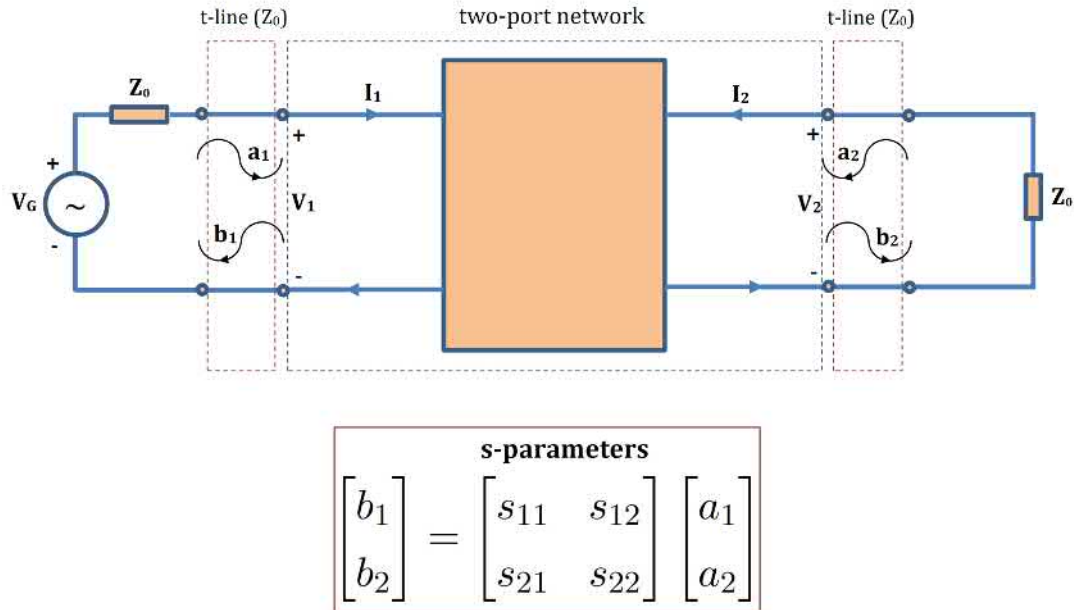 t-line (Z₀)
two-port network
t-line (Z₀)
Z₀
I₁
I₂
+
+
+
a₁
a₂
V_G
~
V₁
V₂
Z₀
-
b₁
b₂
-
-
s-parameters
[b₁ b₂] = [s₁₁ s₁₂ s₂₁ s₂₂] [a₁ a₂]